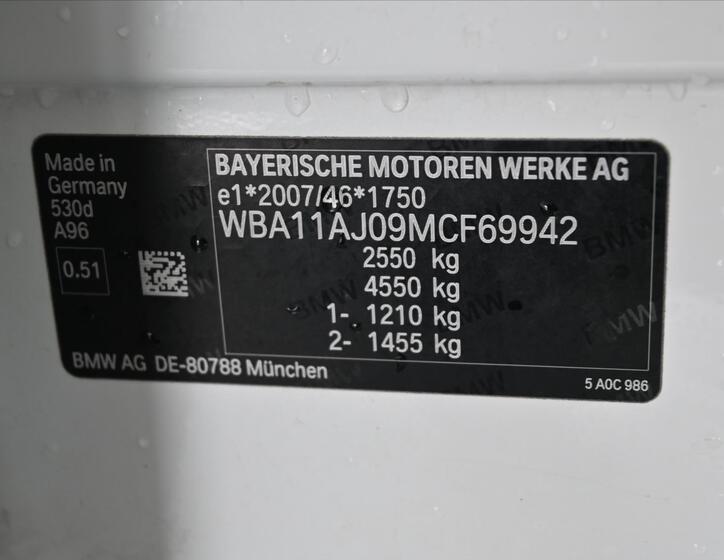 Made in
Germany
530d
A96
0.51
BAYERISCHE MOTOREN WERKE AG
e1*2007/46*1750
WBA11AJ09MCF69942
2550 kg
4550 kg
1- 1210 kg
2- 1455 kg
BMW AG DE-80788 München
5 A0C 986